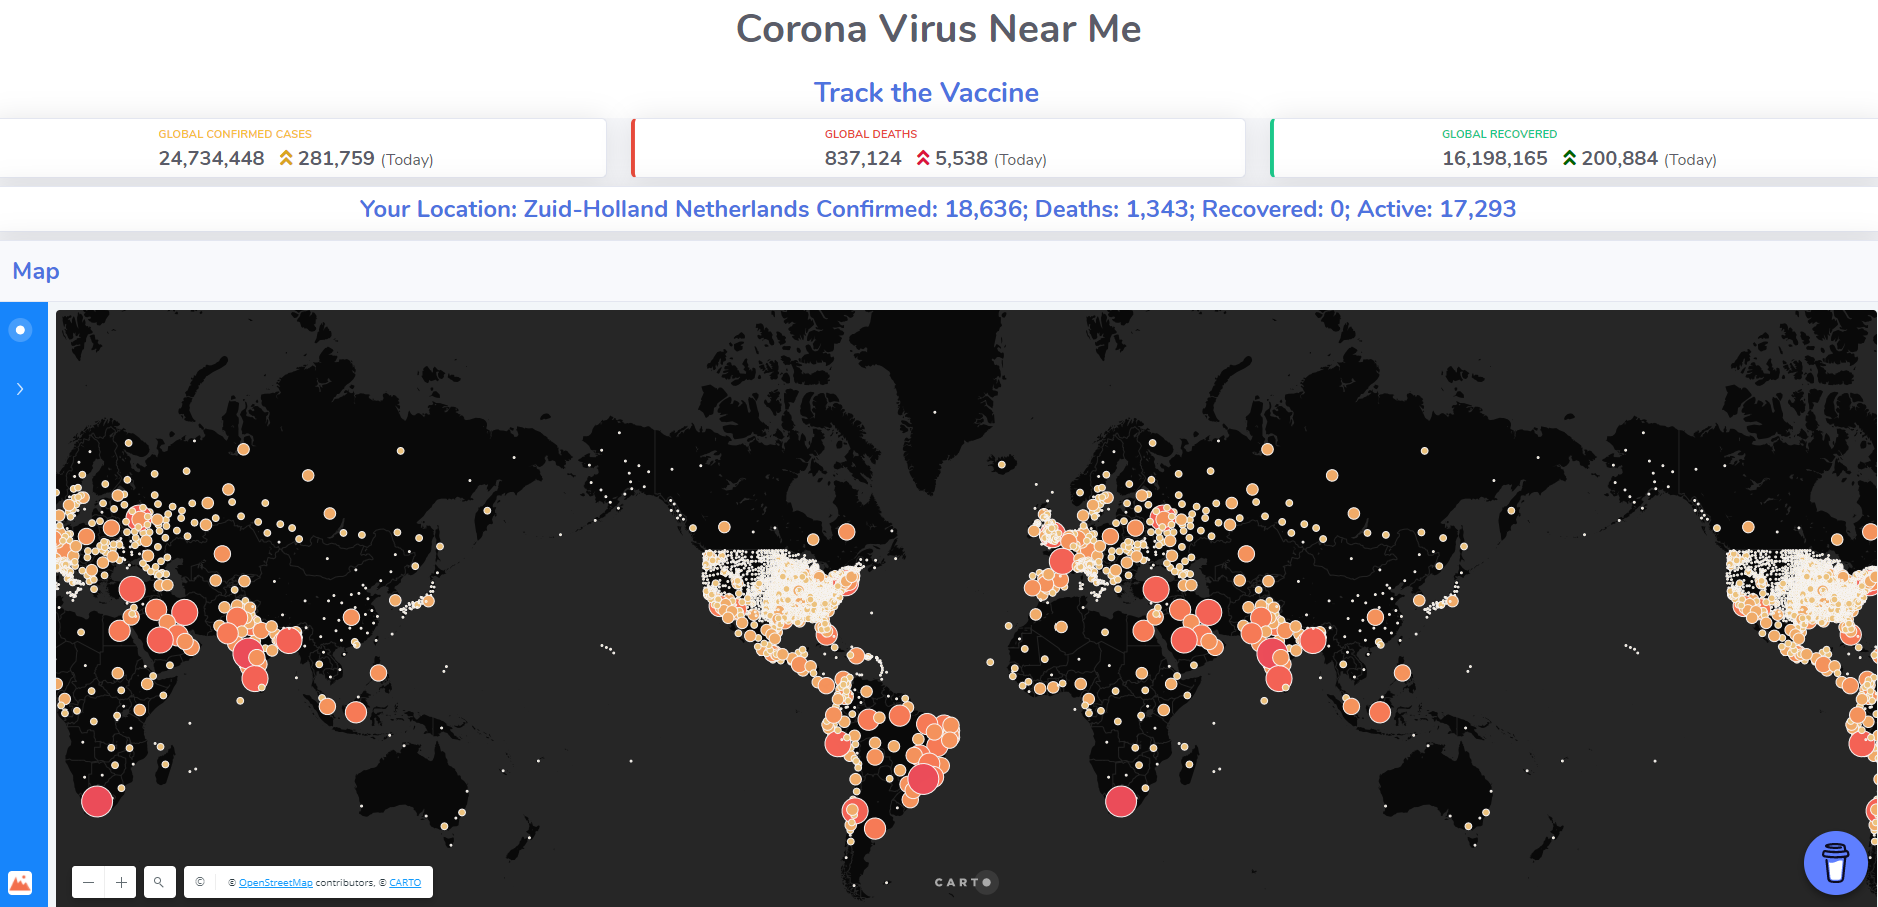 Corona Virus Near Me
Track the Vaccine
GLOBAL CONFIRMED CASES
24,734,448 281,759 (Today)
GLOBAL DEATHS
837,124 5,538 (Today)
GLOBAL RECOVERED
16,198,165 200,884 (Today)
Your Location: Zuid-Holland Netherlands Confirmed: 18,636; Deaths: 1,343; Recovered: 0; Active: 17,293
Map
© © OpenStreetMap contributors, © CARTO
CARTO